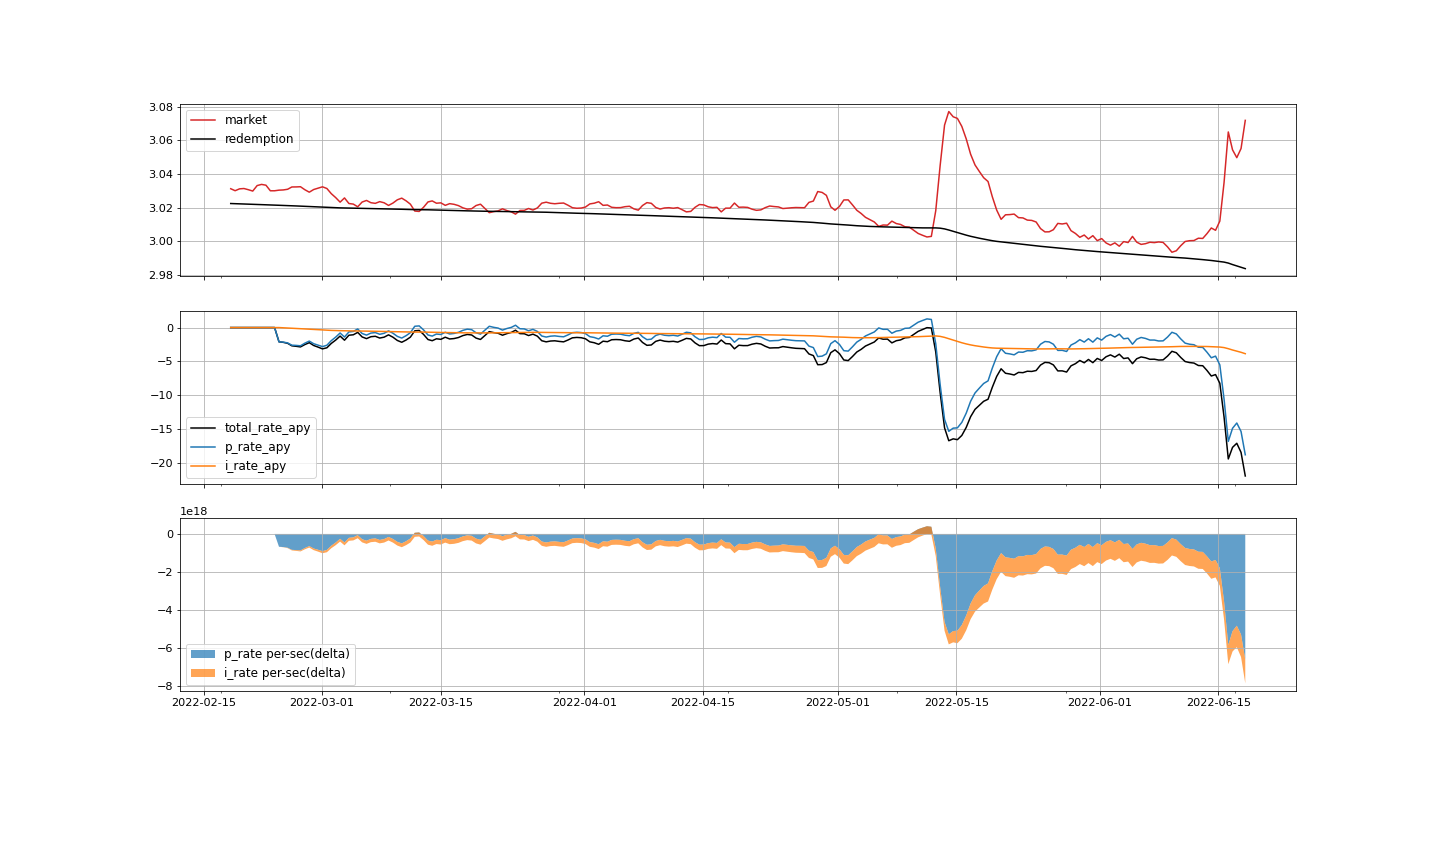 3.08
3.06
3.04
3.02
3.00
2.98
market
redemption
0
−5
−10
−15
−20
total_rate_apy
p_rate_apy
i_rate_apy
1e18
0
−2
−4
−6
−8
p_rate per-sec(delta)
i_rate per-sec(delta)
2022-02-15 2022-03-01 2022-03-15 2022-04-01 2022-04-15 2022-05-01 2022-05-15 2022-06-01 2022-06-15